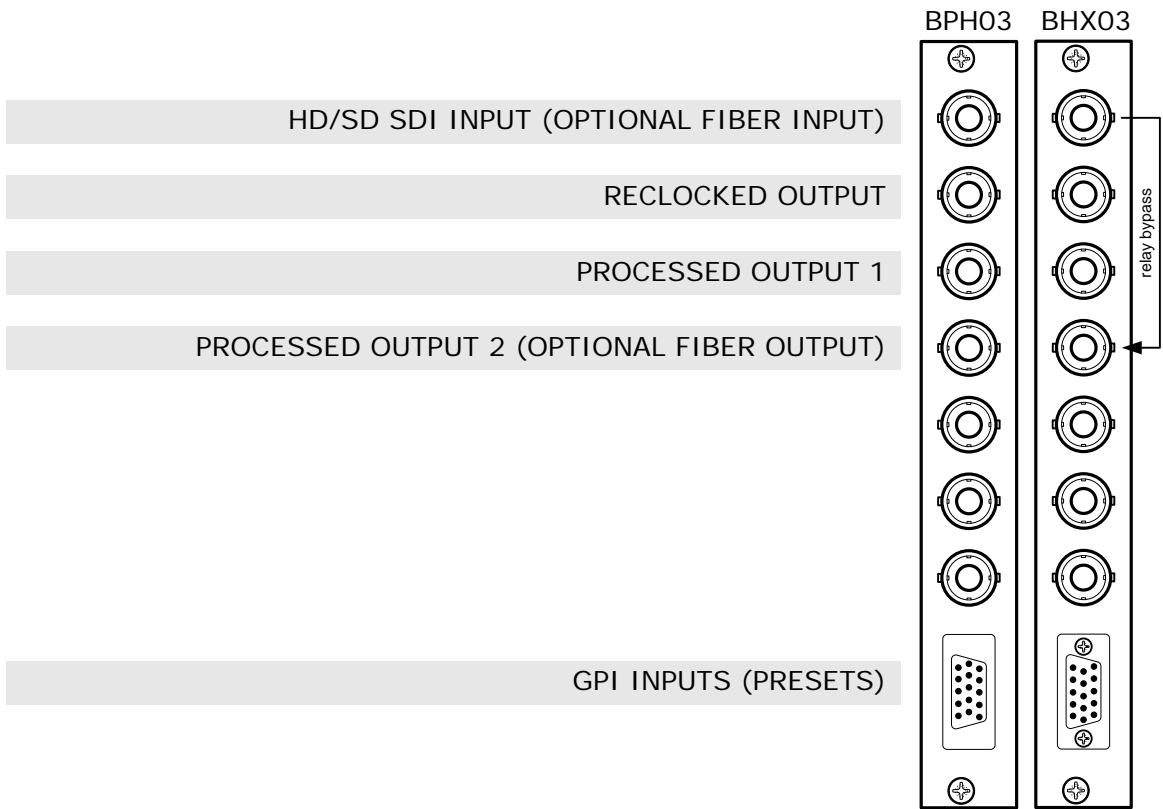 BPH03 BHX03
HD/SD SDI INPUT (OPTIONAL FIBER INPUT)
RECLOCKED OUTPUT
relay bypass
PROCESSED OUTPUT 1
PROCESSED OUTPUT 2 (OPTIONAL FIBER OUTPUT)
GPI INPUTS (PRESETS)